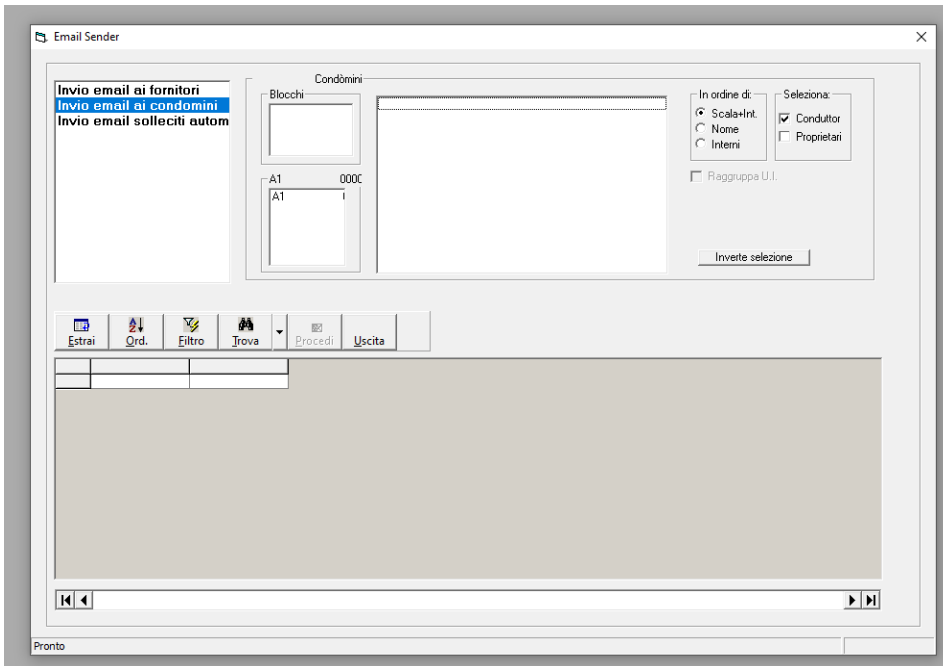 Email Sender
Invio email ai fornitori
Invio email ai condomini
Invio email solleciti autom
Condòmini
Blocchi
A1 000C
A1
In ordine di:
Scala+Int.
Nome
Interni
Seleziona:
Conduttor
Proprietari
Raggruppa U.I.
Inverte selezione
Estrai
Ord.
Filtro
Trova
Procedi
Uscita
Pronto